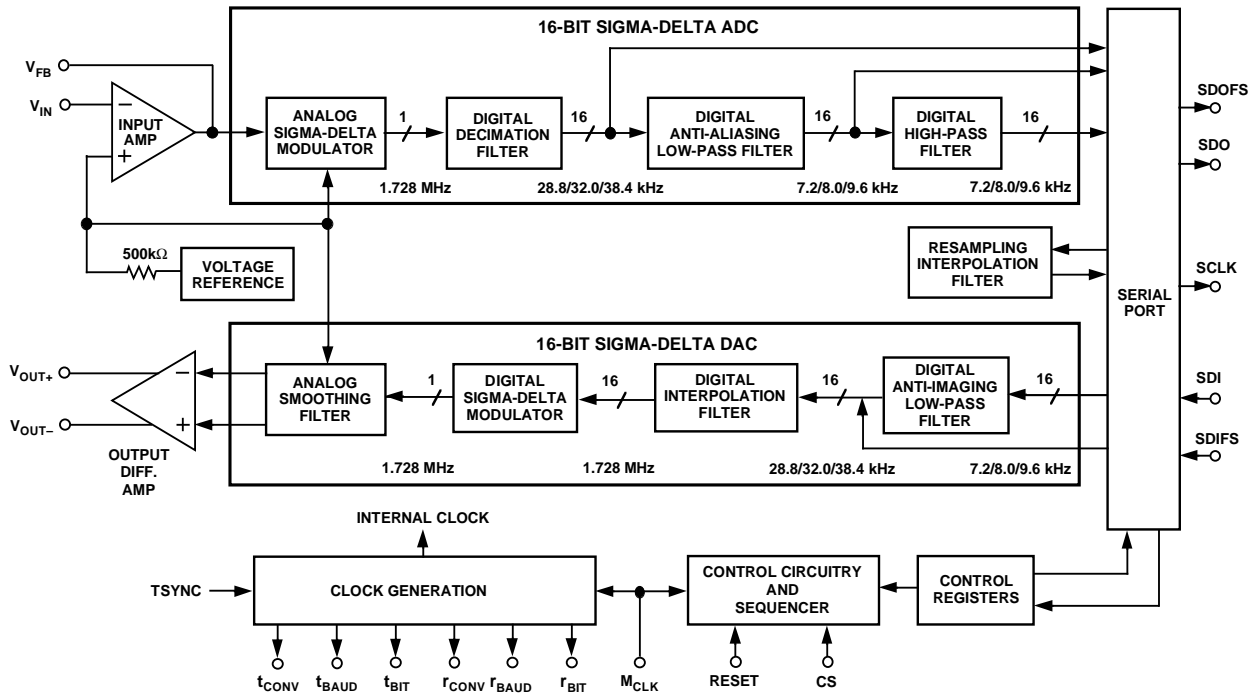 16-BIT SIGMA-DELTA ADC
VFB
VIN
INPUT
AMP
−
+
ANALOG
SIGMA-DELTA
MODULATOR
1
DIGITAL
DECIMATION
FILTER
16
DIGITAL
ANTI-ALIASING
LOW-PASS FILTER
16
DIGITAL
HIGH-PASS
FILTER
16
1.728 MHz
28.8/32.0/38.4 kHz
7.2/8.0/9.6 kHz
7.2/8.0/9.6 kHz
SDOFS
SDO
500kΩ
VOLTAGE
REFERENCE
RESAMPLING
INTERPOLATION
FILTER
SERIAL
PORT
SCLK
16-BIT SIGMA-DELTA DAC
VOUT+
VOUT−
−
+
OUTPUT
DIFF.
AMP
ANALOG
SMOOTHING
FILTER
1
DIGITAL
SIGMA-DELTA
MODULATOR
16
DIGITAL
INTERPOLATION
FILTER
16
DIGITAL
ANTI-IMAGING
LOW-PASS
FILTER
16
1.728 MHz
1.728 MHz
28.8/32.0/38.4 kHz
7.2/8.0/9.6 kHz
SDI
SDIFS
INTERNAL CLOCK
TSYNC
CLOCK GENERATION
CONTROL CIRCUITRY
AND
SEQUENCER
CONTROL
REGISTERS
tCONV
tBAUD
tBIT
rCONV
rBAUD
rBIT
MCLK
RESET
CS